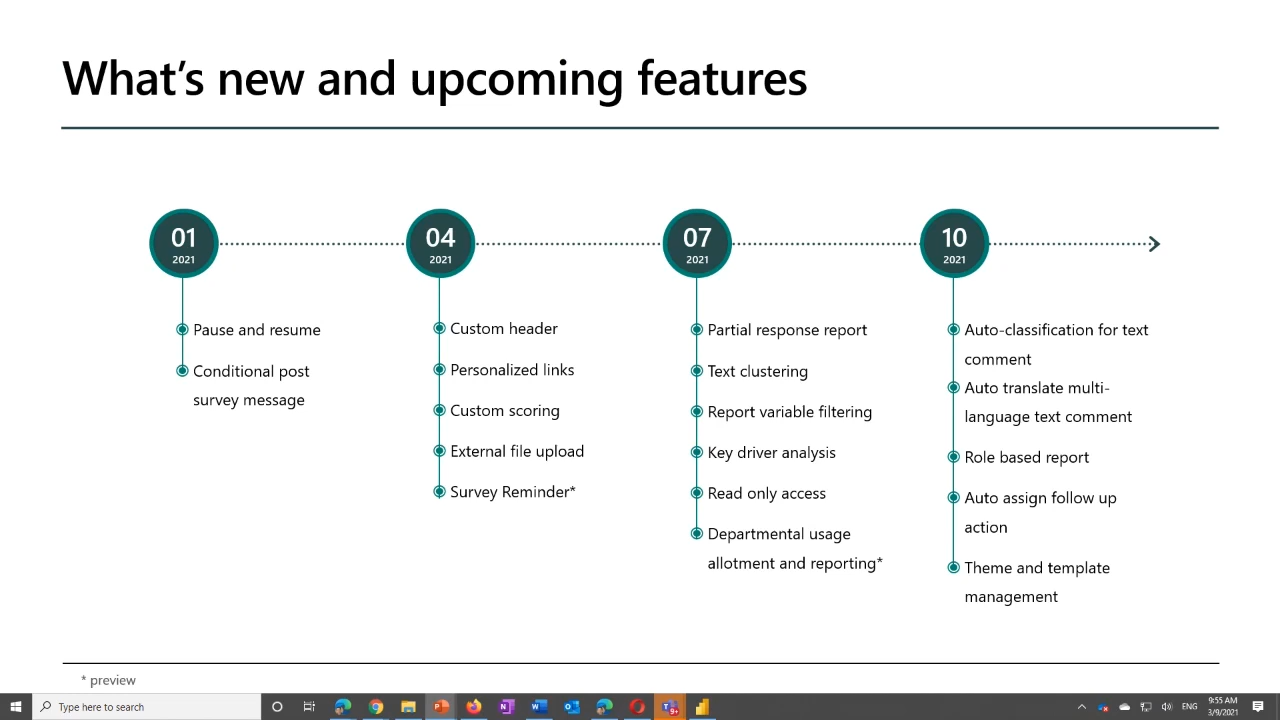 What's new and upcoming features
01
2021
Pause and resume
Conditional post
survey message
04
2021
Custom header
Personalized links
Custom scoring
External file upload
Survey Reminder*
07
2021
Partial response report
Text clustering
Report variable filtering
Key driver analysis
Read only access
Departmental usage
allotment and reporting*
10
2021
Auto-classification for text
comment
Auto translate multi-
language text comment
Role based report
Auto assign follow up
action
Theme and template
management
* preview
Type here to search
9+
ENG
9:55 AM
3/9/2021